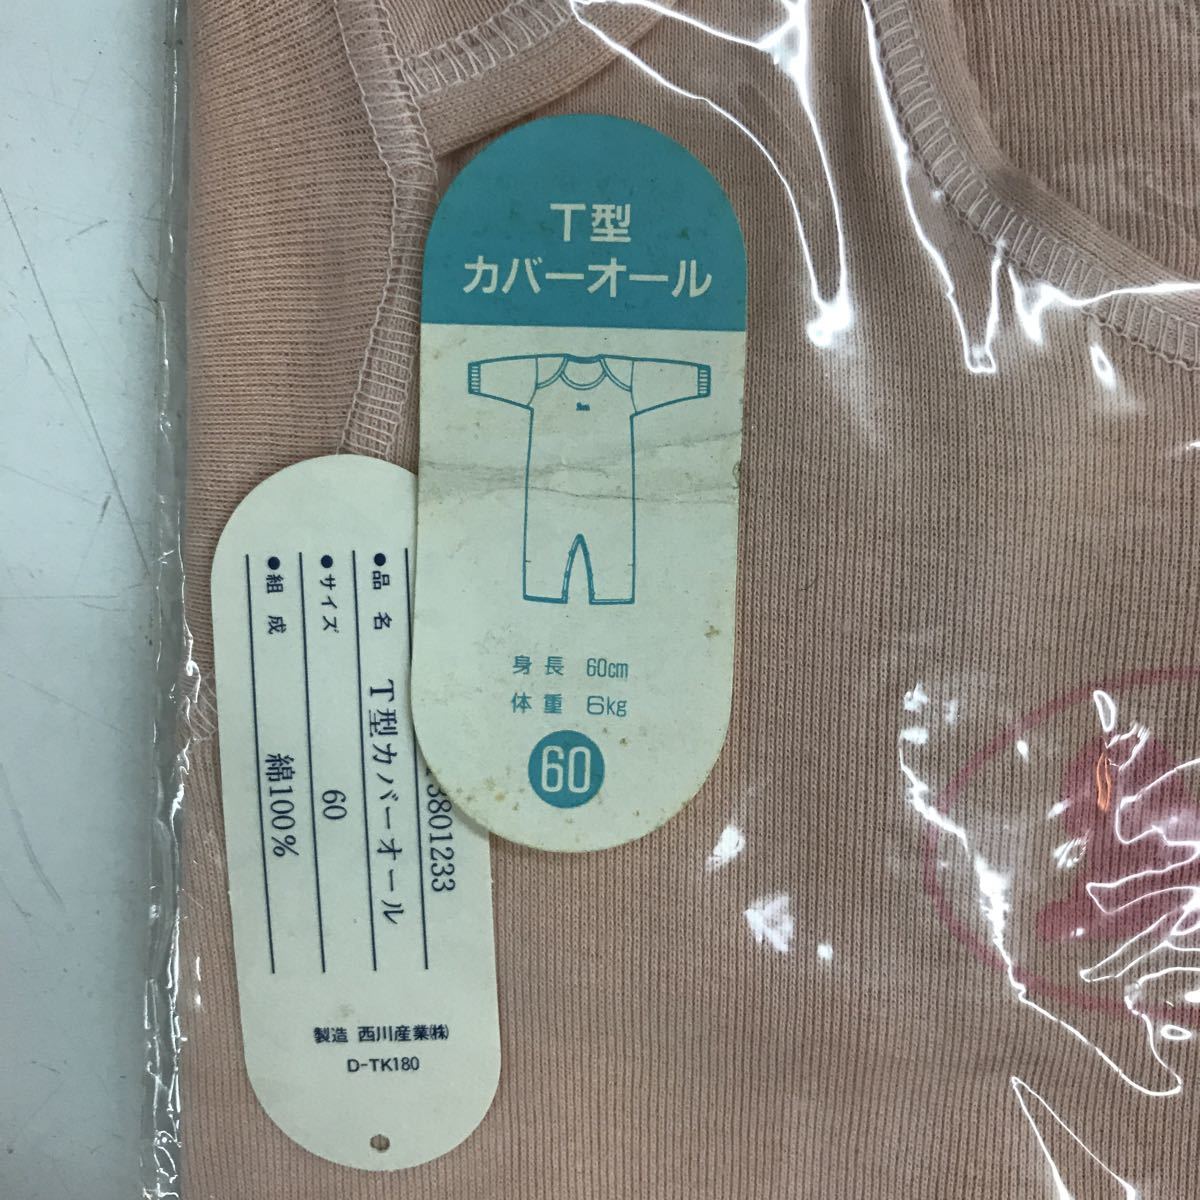 T型
カバーオール
身長 60cm
体重 6kg
60
3801233
●品名 T型カバーオール
●サイズ 60
●組成 綿100%
製造 西川産業㈱
D-TK180